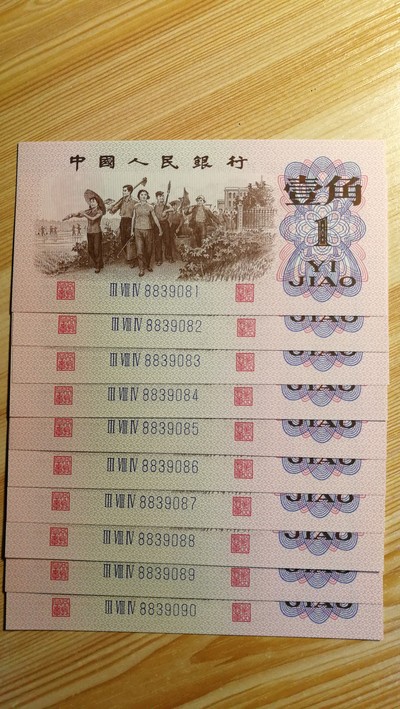 中國人民銀行
壹角
1
YI
JIAO
III VIII IV 8839081
III VIII IV 8839082
JIAO
III VIII IV 8839083
JIAO
III VIII IV 8839084
JIAO
III VIII IV 8839085
JIAO
III VIII IV 8839086
JIAO
III VIII IV 8839087
JIAO
III VIII IV 8839088
JIAO
III VIII IV 8839089
JIAO
III VIII IV 8839090
JIAO